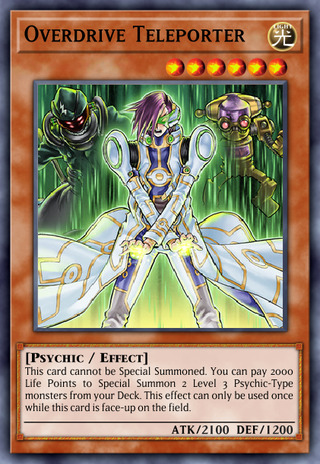 Overdrive Teleporter
LIGHT
光
[Psychic / Effect]
This card cannot be Special Summoned. You can pay 2000
Life Points to Special Summon 2 Level 3 Psychic-Type
monsters from your Deck. This effect can only be used once
while this card is face-up on the field.
ATK/2100 DEF/1200